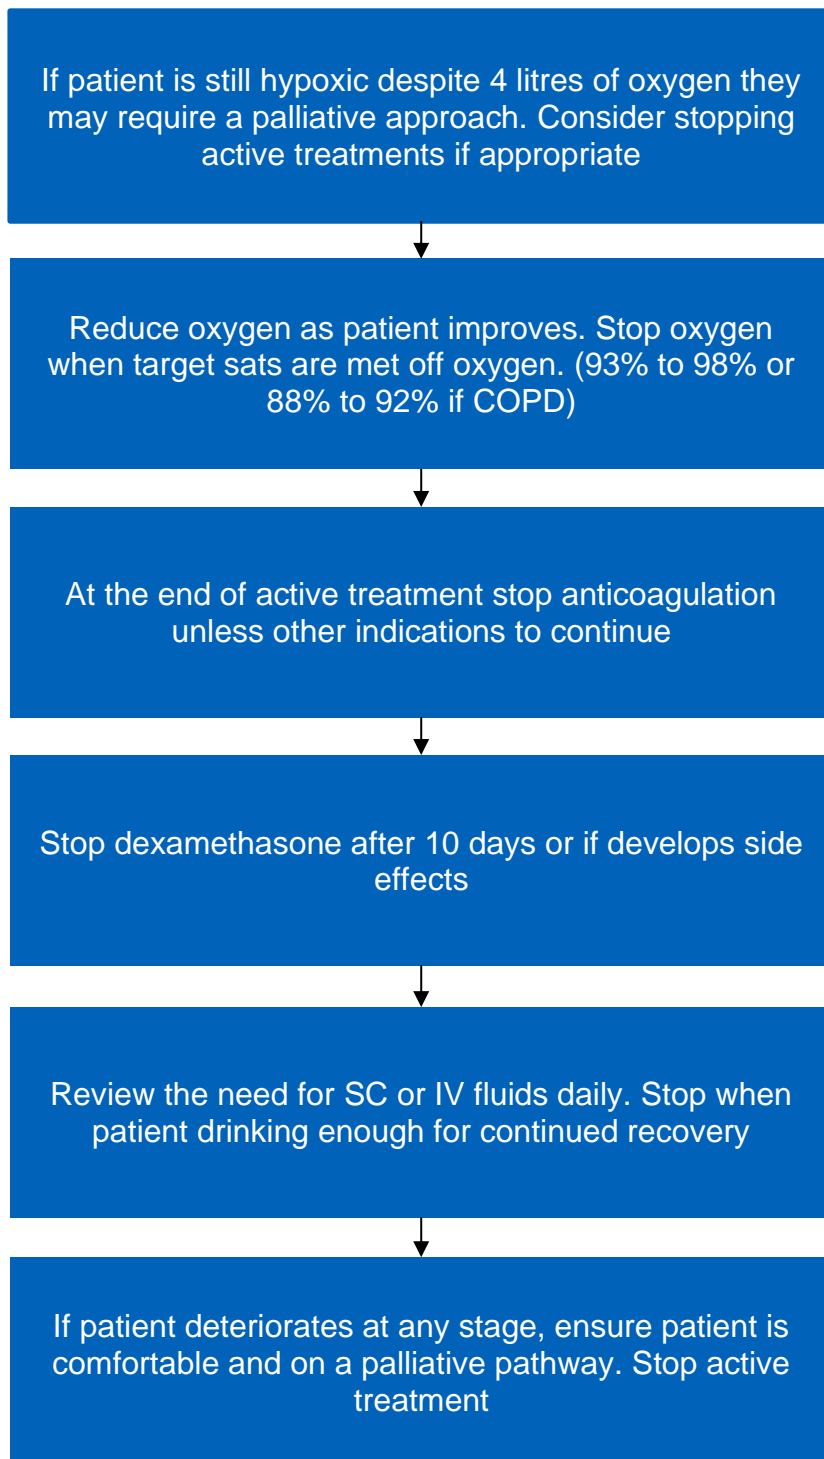 If patient is still hypoxic despite 4 litres of oxygen they
may require a palliative approach. Consider stopping
active treatments if appropriate
Reduce oxygen as patient improves. Stop oxygen
when target sats are met off oxygen. (93% to 98% or
88% to 92% if COPD)
At the end of active treatment stop anticoagulation
unless other indications to continue
Stop dexamethasone after 10 days or if develops side
effects
Review the need for SC or IV fluids daily. Stop when
patient drinking enough for continued recovery
If patient deteriorates at any stage, ensure patient is
comfortable and on a palliative pathway. Stop active
treatment